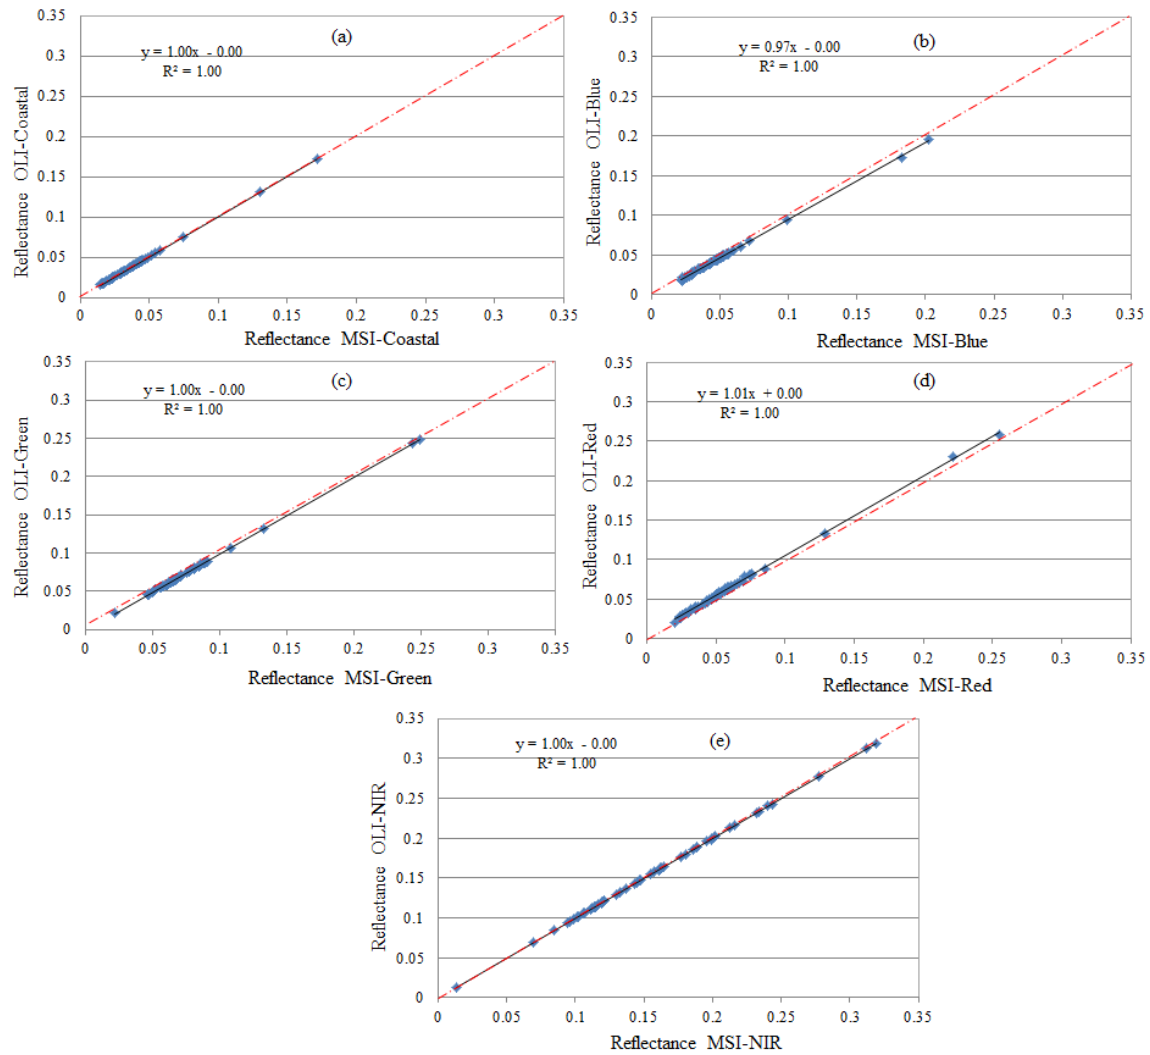 (a)
y = 1.00x - 0.00
R² = 1.00
0.35
0.3
0.25
0.2
0.15
0.1
0.05
0
Reflectance OLI-Coastal
0 0.05 0.1 0.15 0.2 0.25 0.3 0.35
Reflectance MSI-Coastal
(b)
y = 0.97x - 0.00
R² = 1.00
0.35
0.3
0.25
0.2
0.15
0.1
0.05
0
Reflectance OLI-Blue
0 0.05 0.1 0.15 0.2 0.25 0.3 0.35
Reflectance MSI-Blue
(c)
y = 1.00x - 0.00
R² = 1.00
0.35
0.3
0.25
0.2
0.15
0.1
0.05
0
Reflectance OLI-Green
0 0.05 0.1 0.15 0.2 0.25 0.3 0.35
Reflectance MSI-Green
(d)
y = 1.01x + 0.00
R² = 1.00
0.35
0.3
0.25
0.2
0.15
0.1
0.05
0
Reflectance OLI-Red
0 0.05 0.1 0.15 0.2 0.25 0.3 0.35
Reflectance MSI-Red
(e)
y = 1.00x - 0.00
R² = 1.00
0.35
0.3
0.25
0.2
0.15
0.1
0.05
0
Reflectance OLI-NIR
0 0.05 0.1 0.15 0.2 0.25 0.3 0.35
Reflectance MSI-NIR